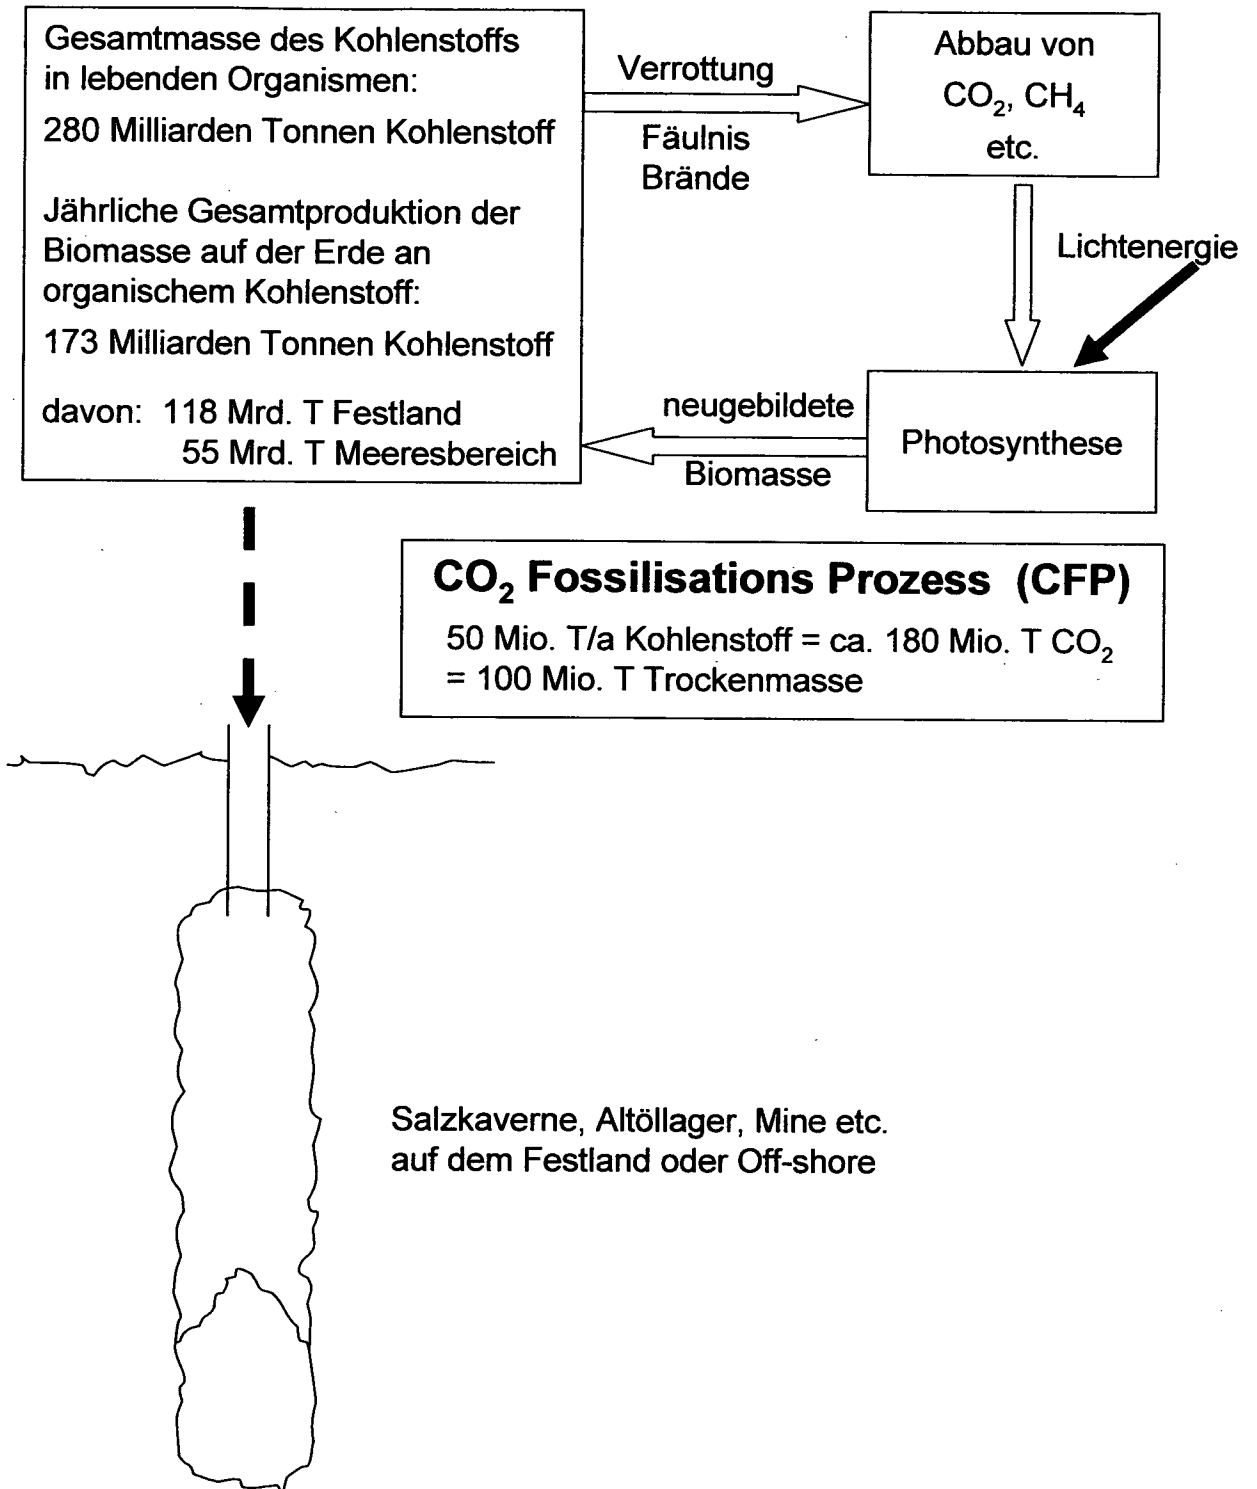 Gesamtmasse des Kohlenstoffs
in lebenden Organismen:
280 Milliarden Tonnen Kohlenstoff
Jährliche Gesamtproduktion der
Biomasse auf der Erde an
organischem Kohlenstoff:
173 Milliarden Tonnen Kohlenstoff
davon: 118 Mrd. T Festland
55 Mrd. T Meeresbereich
Verrottung
Fäulnis
Brände
Abbau von
CO₂, CH₄
etc.
Lichtenergie
neugebildete
Biomasse
Photosynthese
CO₂ Fossilisations Prozess (CFP)
50 Mio. T/a Kohlenstoff = ca. 180 Mio. T CO₂
= 100 Mio. T Trockenmasse
Salzkaverne, Altöllager, Mine etc.
auf dem Festland oder Off-shore